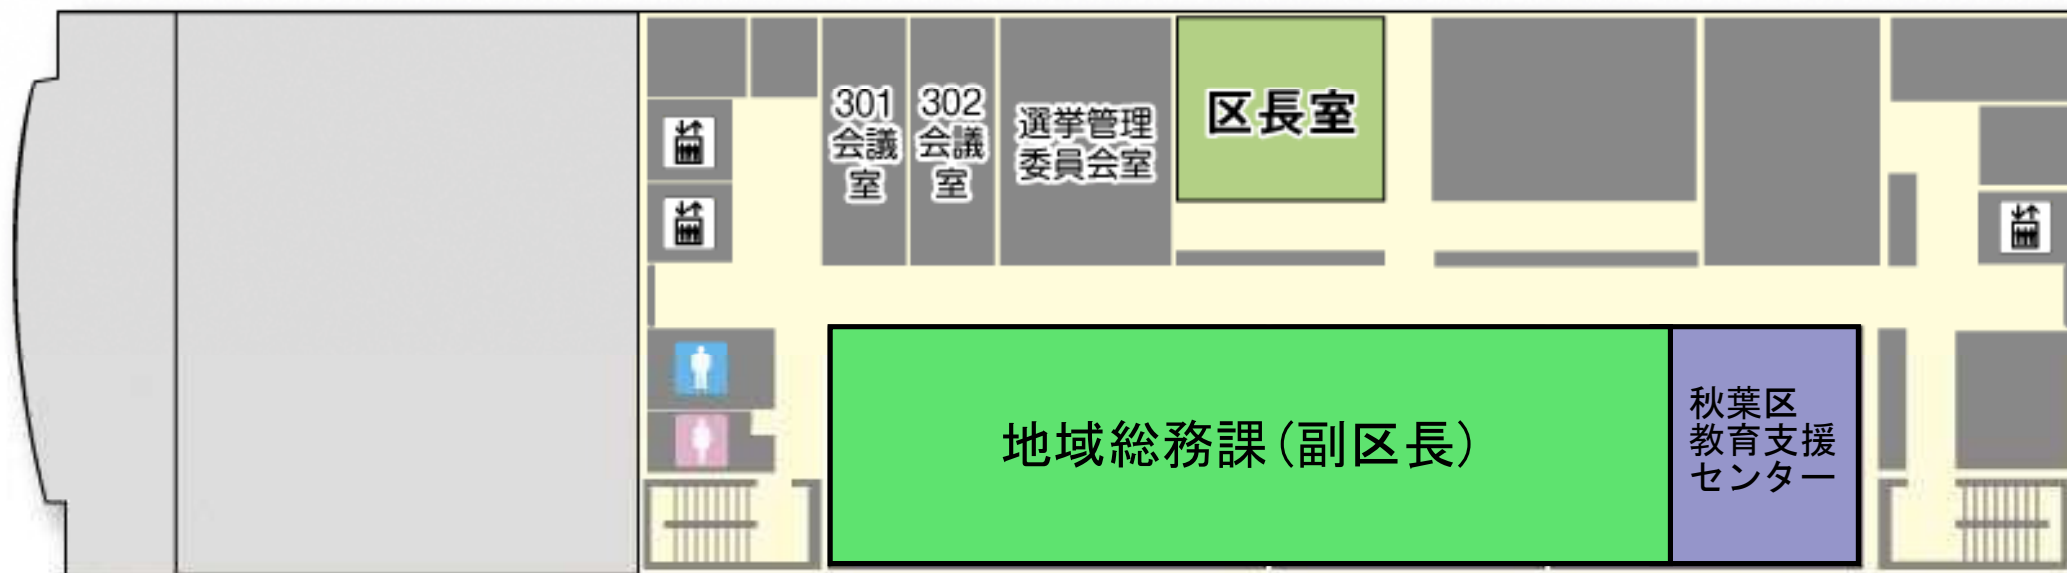 301
会議
室
302
会議
室
選挙管理
委員会室
区長室
地域総務課(副区長)
秋葉区
教育支援
センター